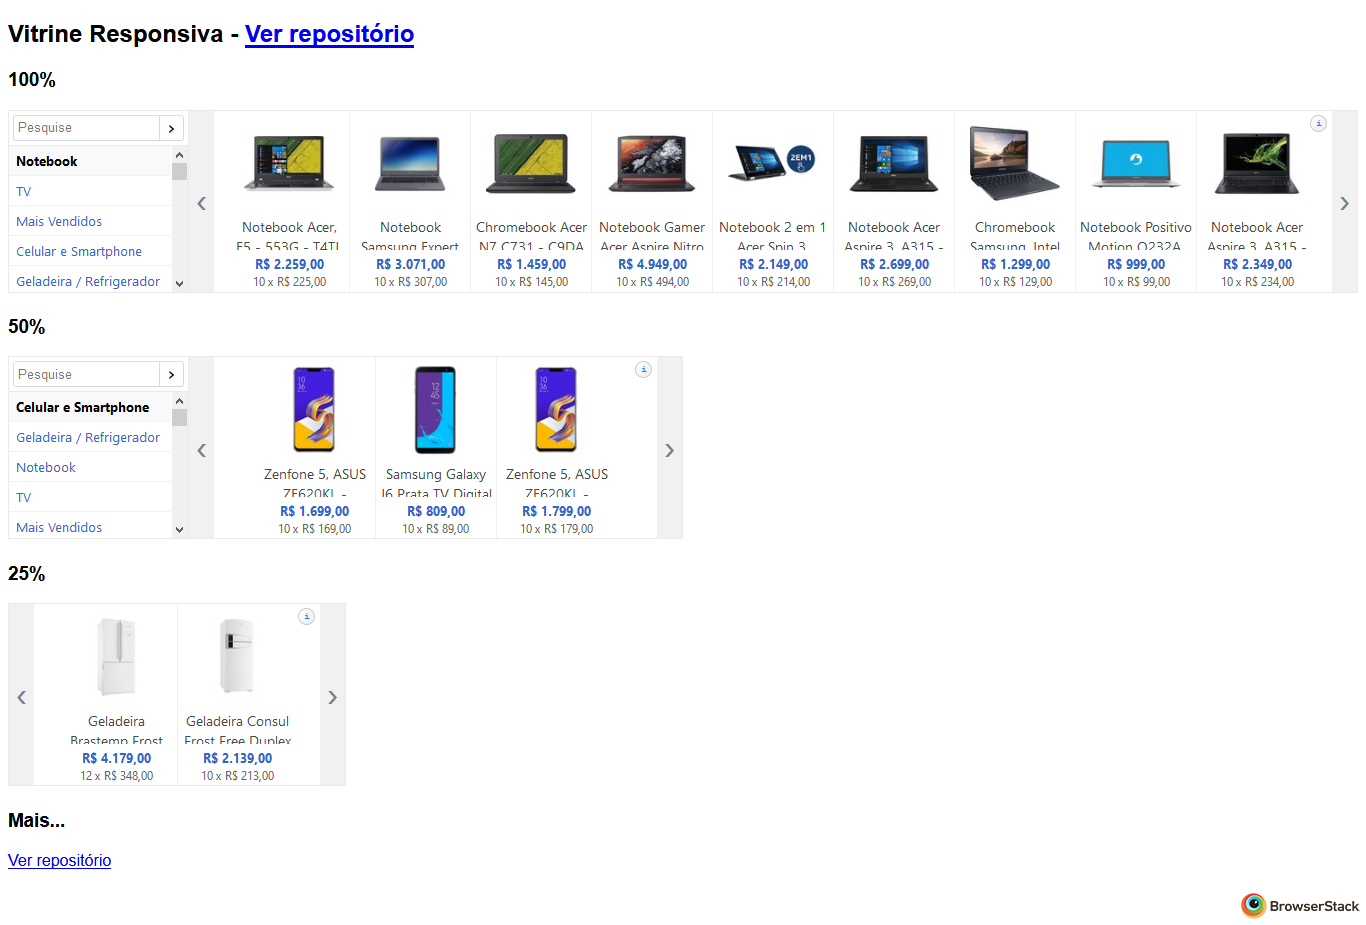 Vitrine Responsiva - Ver repositório
100%
Pesquise
Notebook
TV
Mais Vendidos
Celular e Smartphone
Geladeira / Refrigerador
Notebook Acer,
E5 - 553G - T4TJ
R$ 2.259,00
10 x R$ 225,00
Notebook
Samsung Expert
R$ 3.071,00
10 x R$ 307,00
Chromebook Acer
N7 C731 - C9DA
R$ 1.459,00
10 x R$ 145,00
Notebook Gamer
Acer Aspire Nitro
R$ 4.949,00
10 x R$ 494,00
2EM1
Notebook 2 em 1
Acer Spin 3
R$ 2.149,00
10 x R$ 214,00
Notebook Acer
Aspire 3, A315 -
R$ 2.699,00
10 x R$ 269,00
Chromebook
Samsung, Intel
R$ 1.299,00
10 x R$ 129,00
Notebook Positivo
Motion Q232A
R$ 999,00
10 x R$ 99,00
Notebook Acer
Aspire 3, A315 -
R$ 2.349,00
10 x R$ 234,00
50%
Pesquise
Celular e Smartphone
Geladeira / Refrigerador
Notebook
TV
Mais Vendidos
Zenfone 5, ASUS
ZE620KL -
R$ 1.699,00
10 x R$ 169,00
Samsung Galaxy
J6 Prata TV Digital
R$ 809,00
10 x R$ 89,00
Zenfone 5, ASUS
ZE620KL -
R$ 1.799,00
10 x R$ 179,00
25%
Geladeira
Brastemp Frost
R$ 4.179,00
12 x R$ 348,00
Geladeira Consul
Frost Free Duplex
R$ 2.139,00
10 x R$ 213,00
Mais...
Ver repositório
BrowserStack